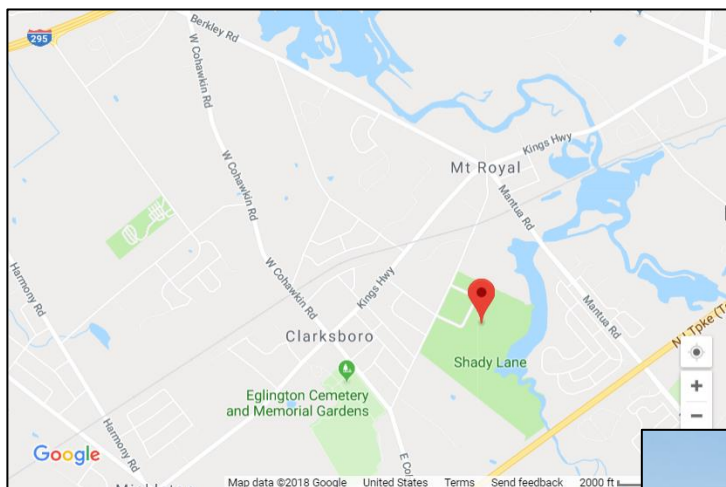 295
Berkley Rd
W Cohawkin Rd
Kings Hwy
Mt Royal
W Cohawkin Rd
Mantua Rd
Harmony Rd
W Cohawkin Rd
Kings Hwy
Mantua Rd
Clarksboro
Shady Lane
Eglington Cemetery
and Memorial Gardens
Harmony Rd
Google
Map data ©2018 Google United States Terms Send feedback 2000 ft